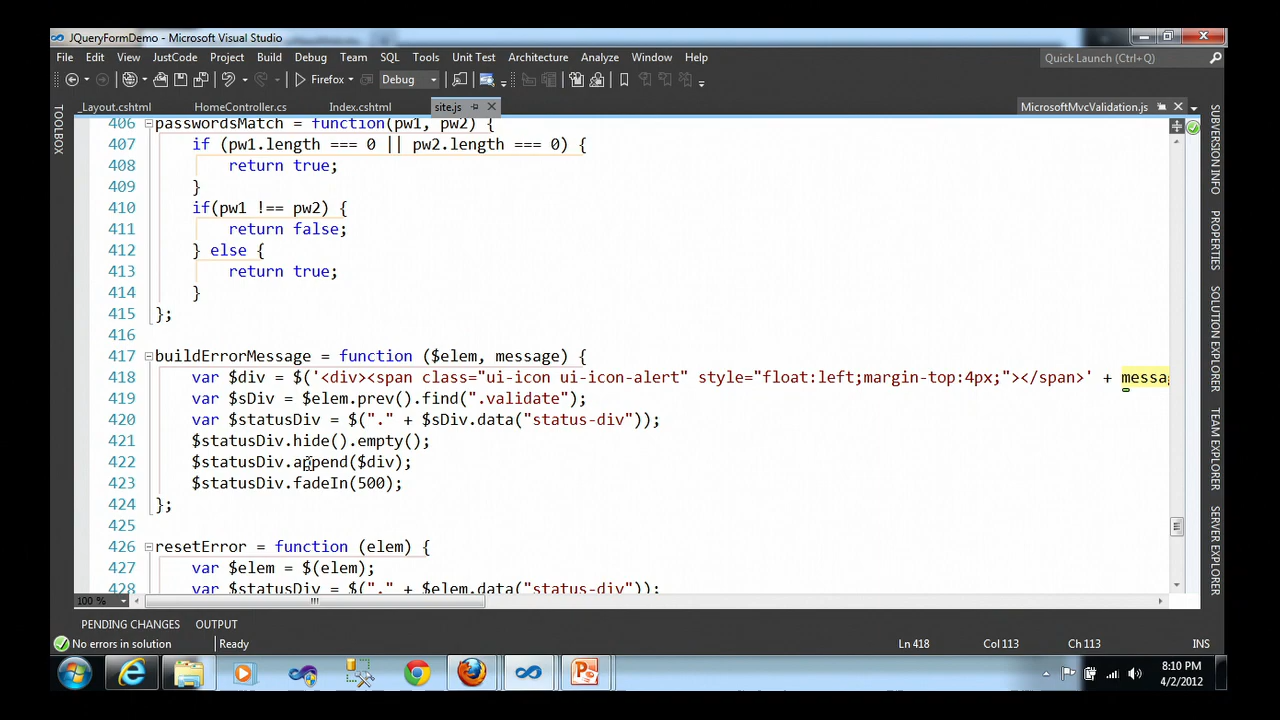 JQueryFormDemo - Microsoft Visual Studio
File Edit View JustCode Project Build Debug Team SQL Tools Unit Test Architecture Analyze Window Help
Quick Launch (Ctrl+Q)
Firefox Debug
_Layout.cshtml HomeController.cs Index.cshtml site.js MicrosoftMvcValidation.js
TOOLBOX
406 passwordsMatch = function(pw1, pw2) {
407 if (pw1.length === 0 || pw2.length === 0) {
408 return true;
409 }
410 if(pw1 !== pw2) {
411 return false;
412 } else {
413 return true;
414 }
415 };
416
417 buildErrorMessage = function ($elem, message) {
418 var $div = $('<div><span class="ui-icon ui-icon-alert" style="float:left;margin-top:4px;"></span>' + messag
419 var $sDiv = $elem.prev().find(".validate");
420 var $statusDiv = $("." + $sDiv.data("status-div"));
421 $statusDiv.hide().empty();
422 $statusDiv.append($div);
423 $statusDiv.fadeIn(500);
424 };
425
426 resetError = function (elem) {
427 var $elem = $(elem);
428 var $statusDiv = $("." + $elem.data("status-div"));
SUBVERSION INFO
PROPERTIES
SOLUTION EXPLORER
TEAM EXPLORER
SERVER EXPLORER
100 %
PENDING CHANGES OUTPUT
No errors in solution Ready Ln 418 Col 113 Ch 113 INS
8:10 PM
4/2/2012